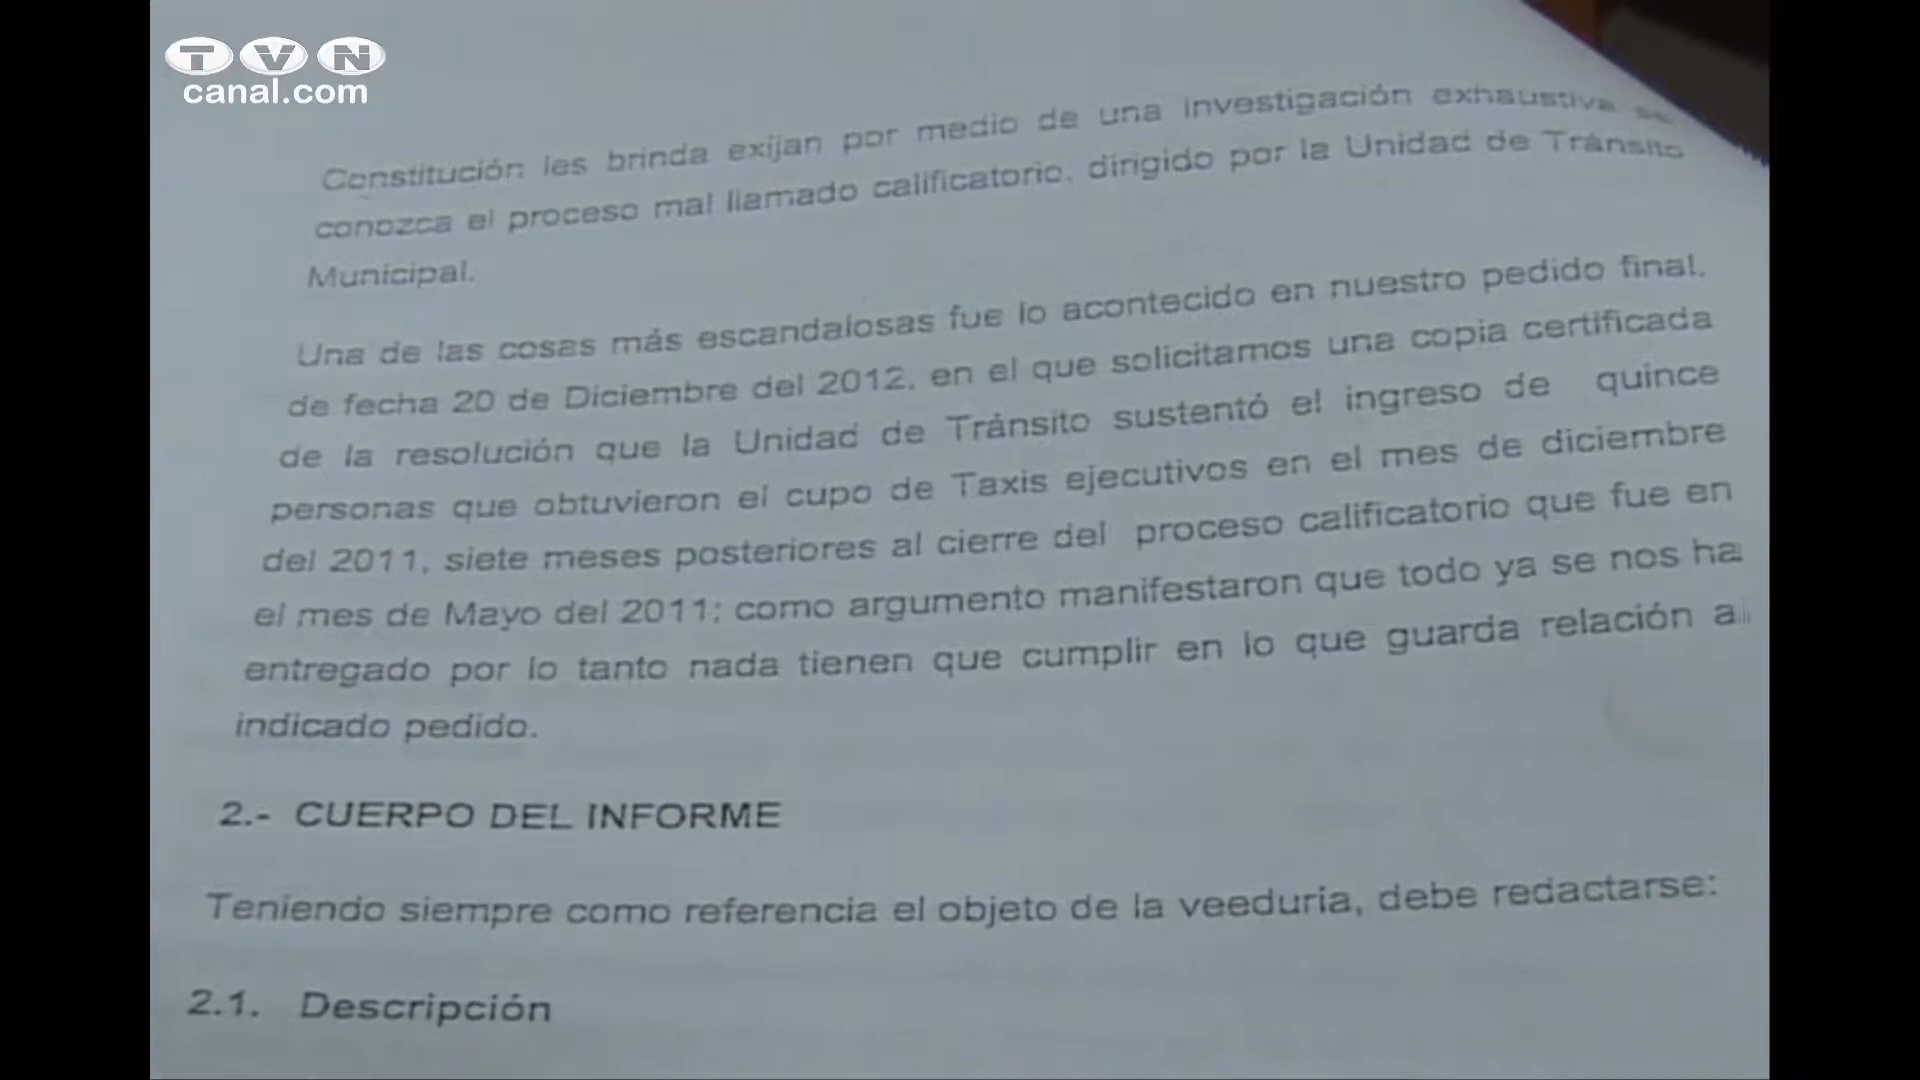 TVN
canal.com
Constitución les brinda exijan por medio de una investigación exhaustiva se
conozca el proceso mal llamado calificatorio, dirigido por la Unidad de Tránsito
Municipal.
Una de las cosas más escandalosas fue lo acontecido en nuestro pedido final,
de fecha 20 de Diciembre del 2012, en el que solicitamos una copia certificada
de la resolución que la Unidad de Tránsito sustentó el ingreso de quince
personas que obtuvieron el cupo de Taxis ejecutivos en el mes de diciembre
del 2011, siete meses posteriores al cierre del proceso calificatorio que fue en
el mes de Mayo del 2011; como argumento manifestaron que todo ya se nos ha
entregado por lo tanto nada tienen que cumplir en lo que guarda relación al
indicado pedido.
2.- CUERPO DEL INFORME
Teniendo siempre como referencia el objeto de la veeduria, debe redactarse:
2.1. Descripción